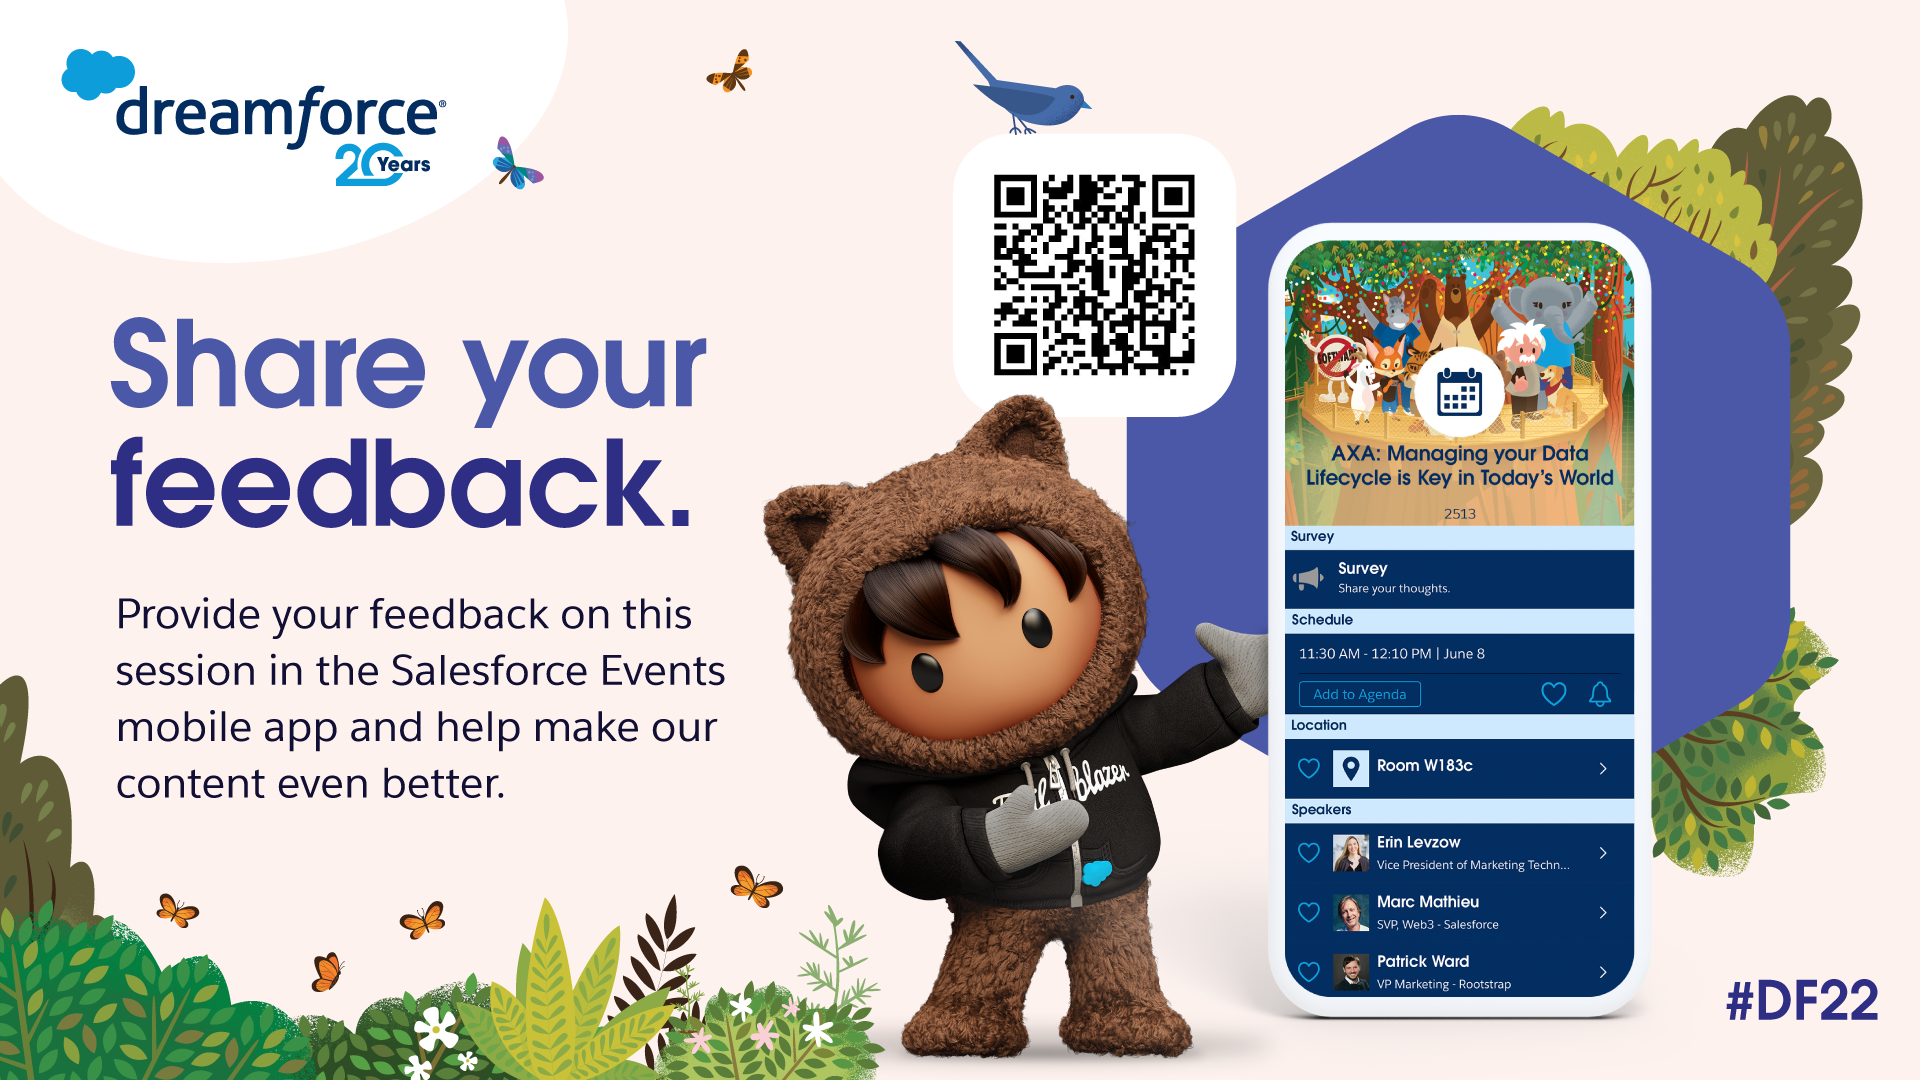 dreamforce®
20 Years
Share your
feedback.
Provide your feedback on this
session in the Salesforce Events
mobile app and help make our
content even better.
AXA: Managing your Data
Lifecycle is Key in Today's World
2513
Survey
Survey
Share your thoughts.
Schedule
11:30 AM - 12:10 PM | June 8
Add to Agenda
Location
Room W183c
Speakers
Erin Levzow
Vice President of Marketing Techn...
Marc Mathieu
SVP, Web3 - Salesforce
Patrick Ward
VP Marketing - Rootstrap
blazer
#DF22